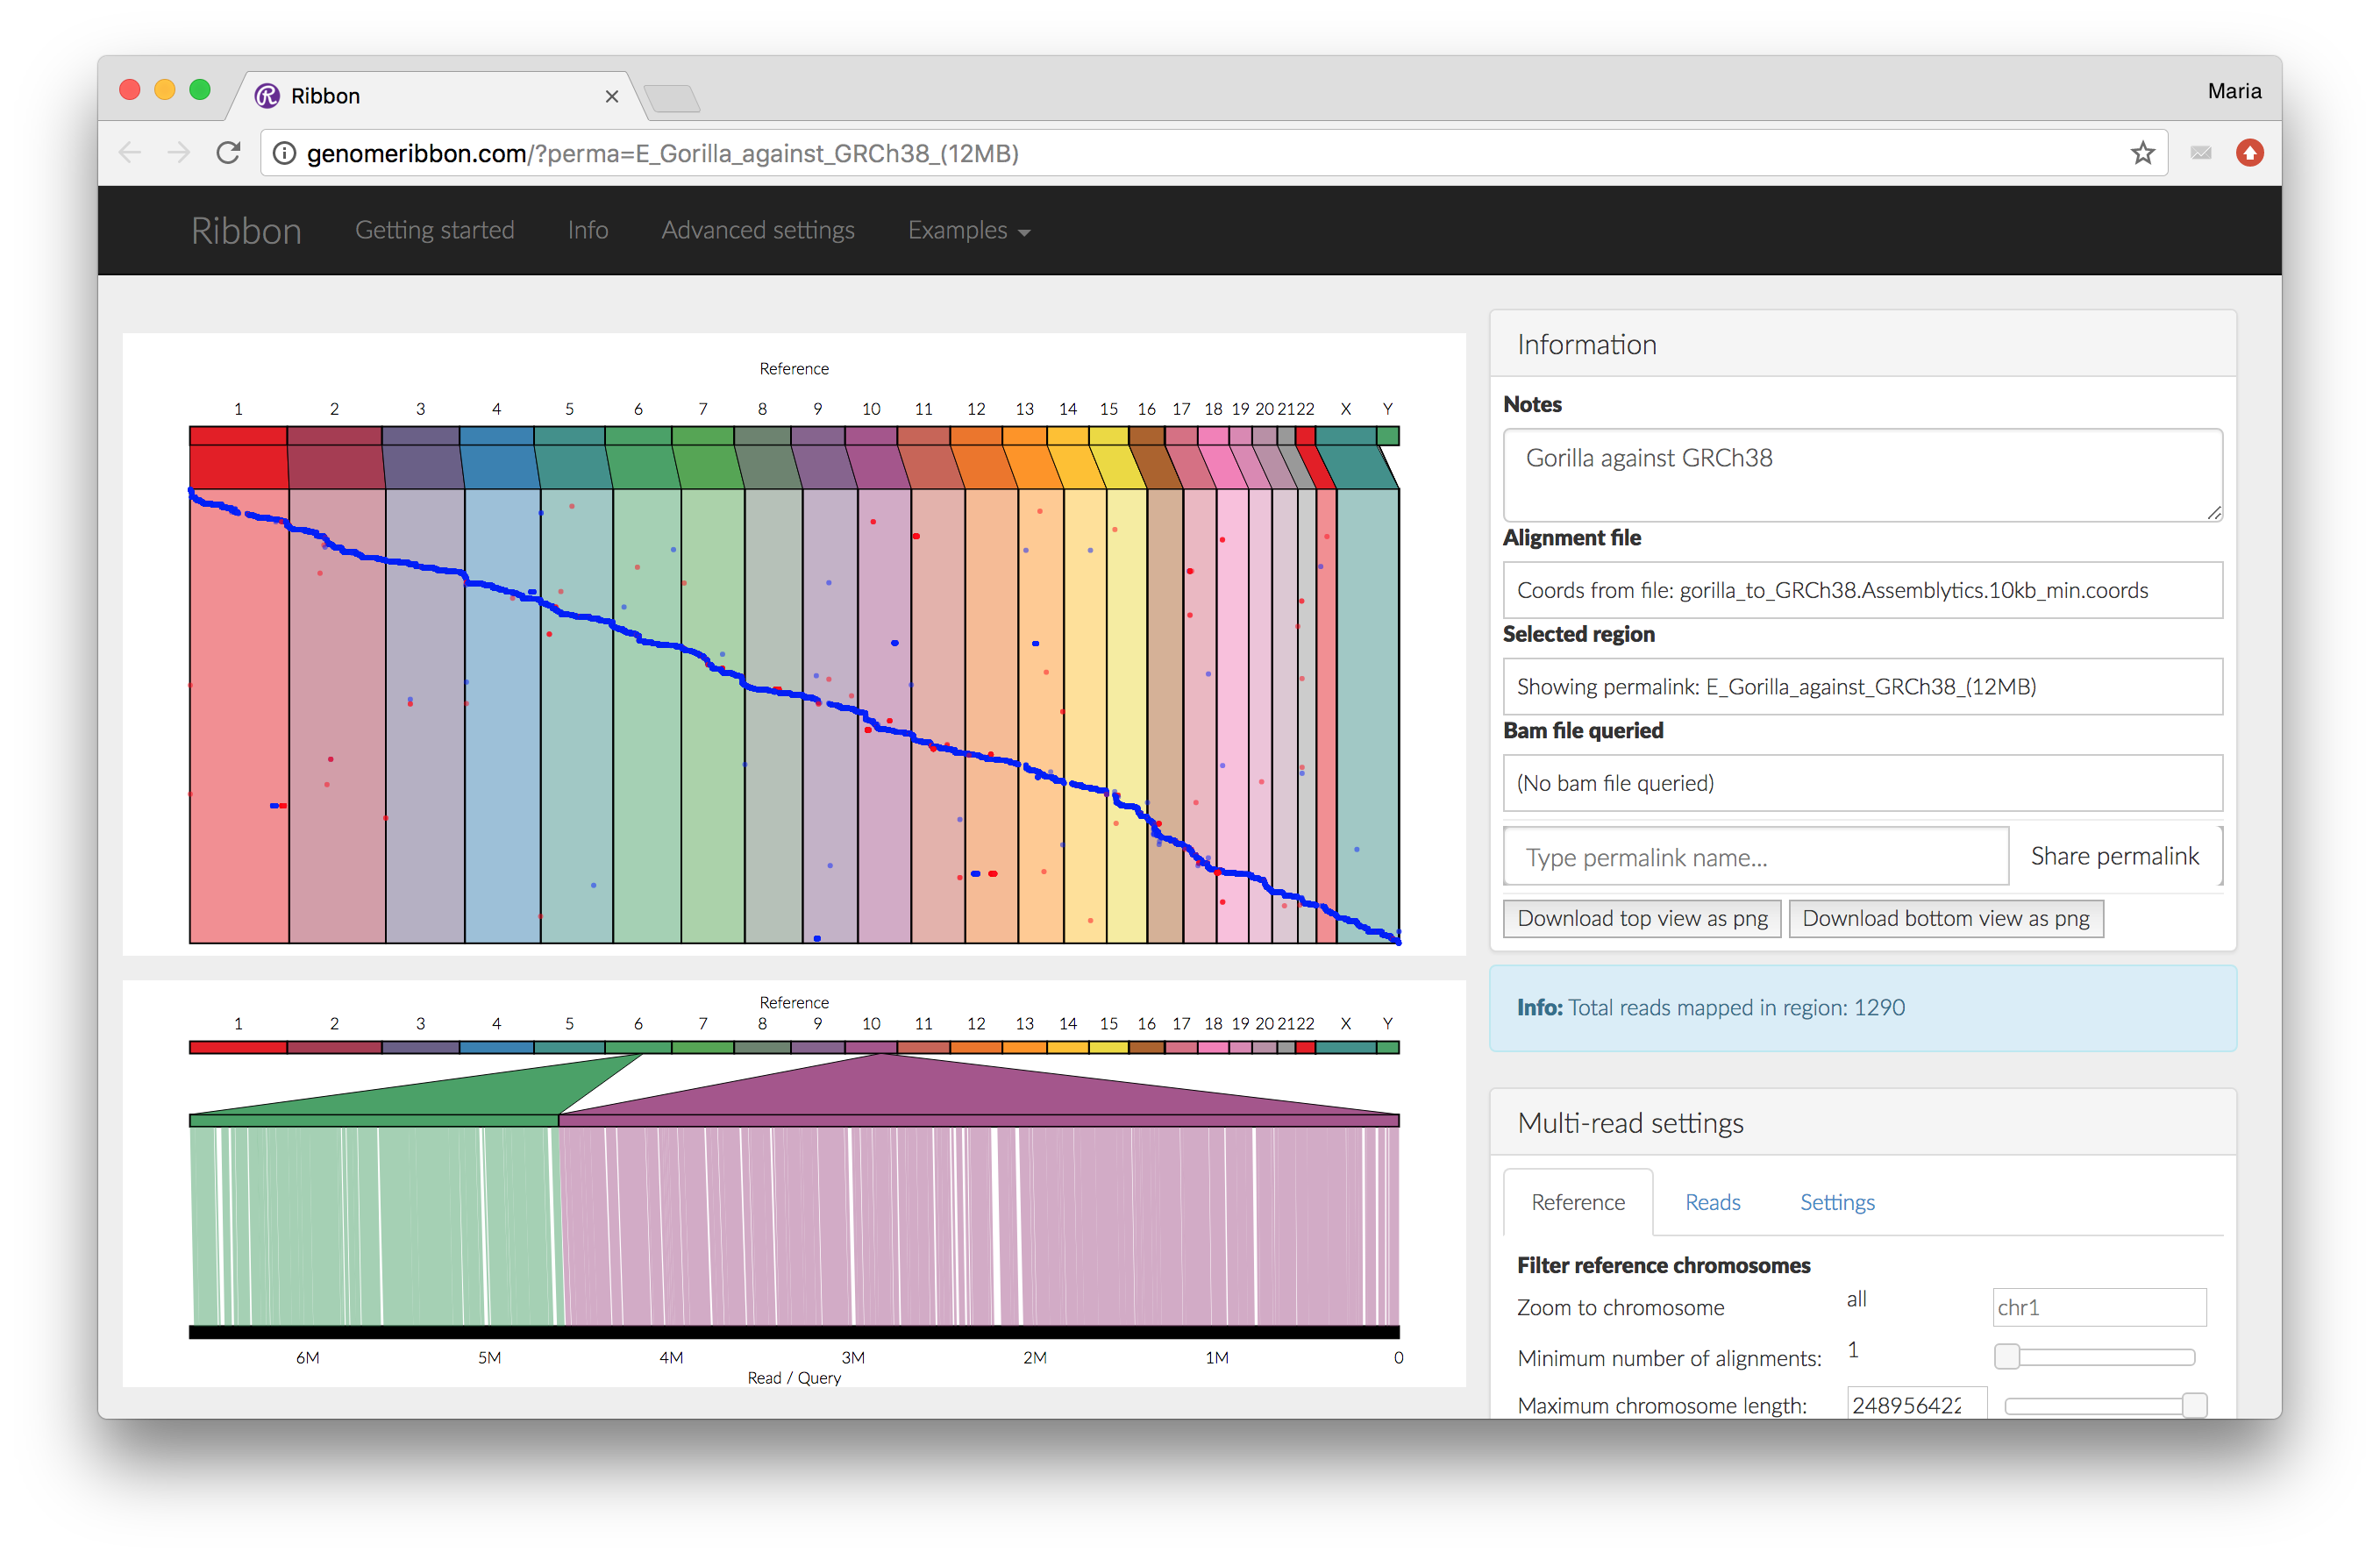 Ribbon
Maria
genomeribbon.com/?perma=E_Gorilla_against_GRCh38_(12MB)
Ribbon Getting started Info Advanced settings Examples
Reference
1 2 3 4 5 6 7 8 9 10 11 12 13 14 15 16 17 18 19 20 21 22 X Y
Reference
1 2 3 4 5 6 7 8 9 10 11 12 13 14 15 16 17 18 19 20 21 22 X Y
6M 5M 4M 3M 2M 1M 0
Read / Query
Information
Notes
Gorilla against GRCh38
Alignment file
Coords from file: gorilla_to_GRCh38.Assemblytics.10kb_min.coords
Selected region
Showing permalink: E_Gorilla_against_GRCh38_(12MB)
Bam file queried
(No bam file queried)
Type permalink name... Share permalink
Download top view as png Download bottom view as png
Info: Total reads mapped in region: 1290
Multi-read settings
Reference Reads Settings
Filter reference chromosomes
Zoom to chromosome all chr1
Minimum number of alignments: 1
Maximum chromosome length: 248956422